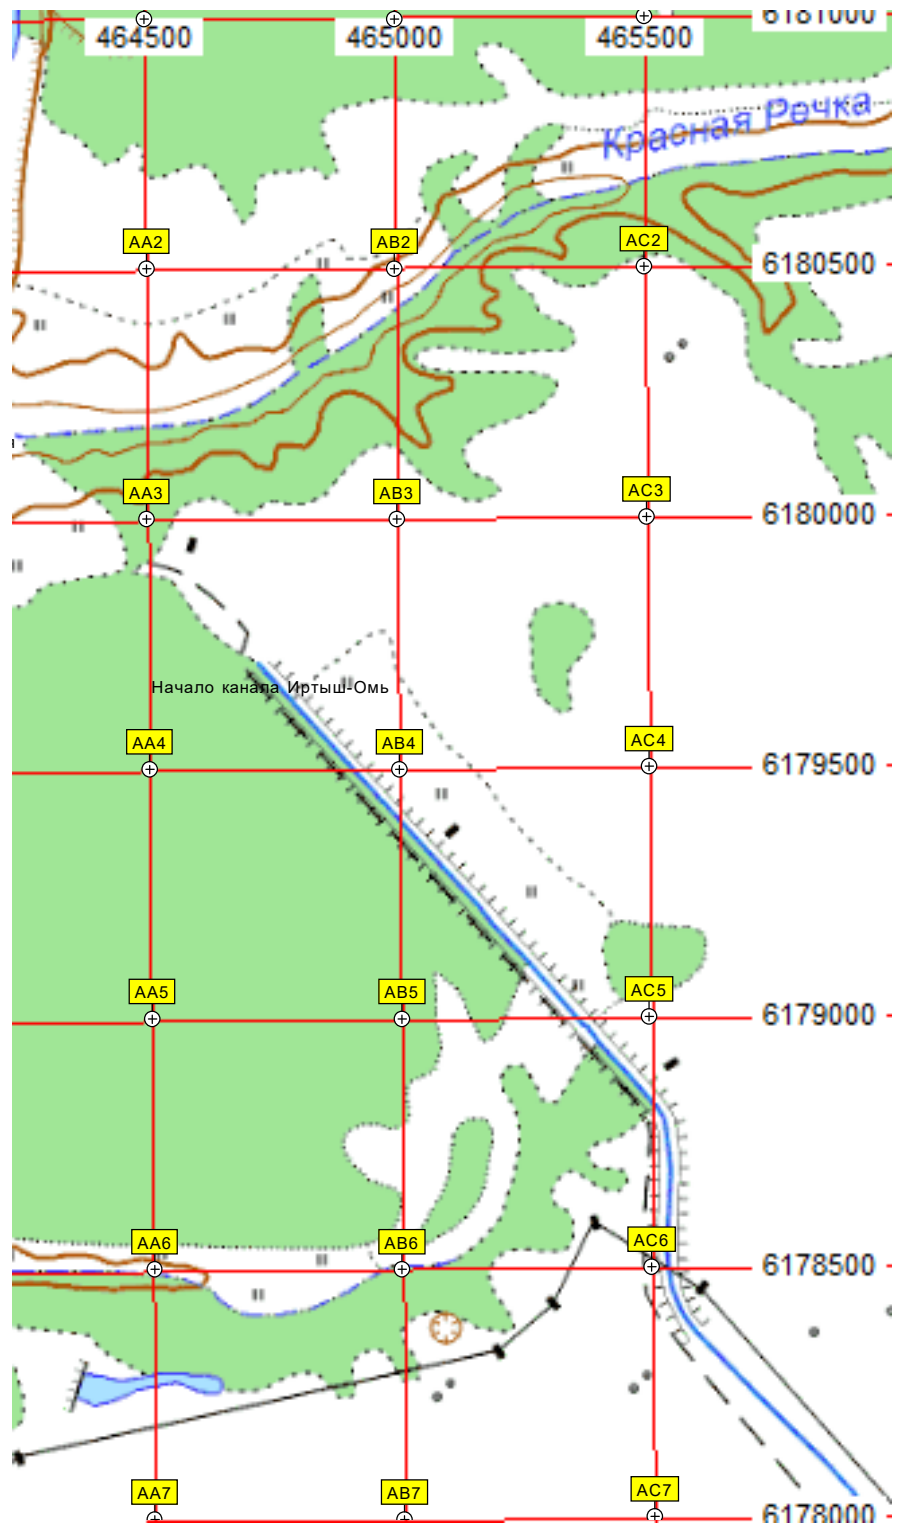 6181000
464500 465000 465500
Красная Речка
AA2 AB2 AC2
6180500
AA3 AB3 AC3
6180000
Начало канала Иртыш-Омь
AA4 AB4 AC4
6179500
AA5 AB5 AC5
6179000
AA6 AB6 AC6
6178500
AA7 AB7 AC7
6178000